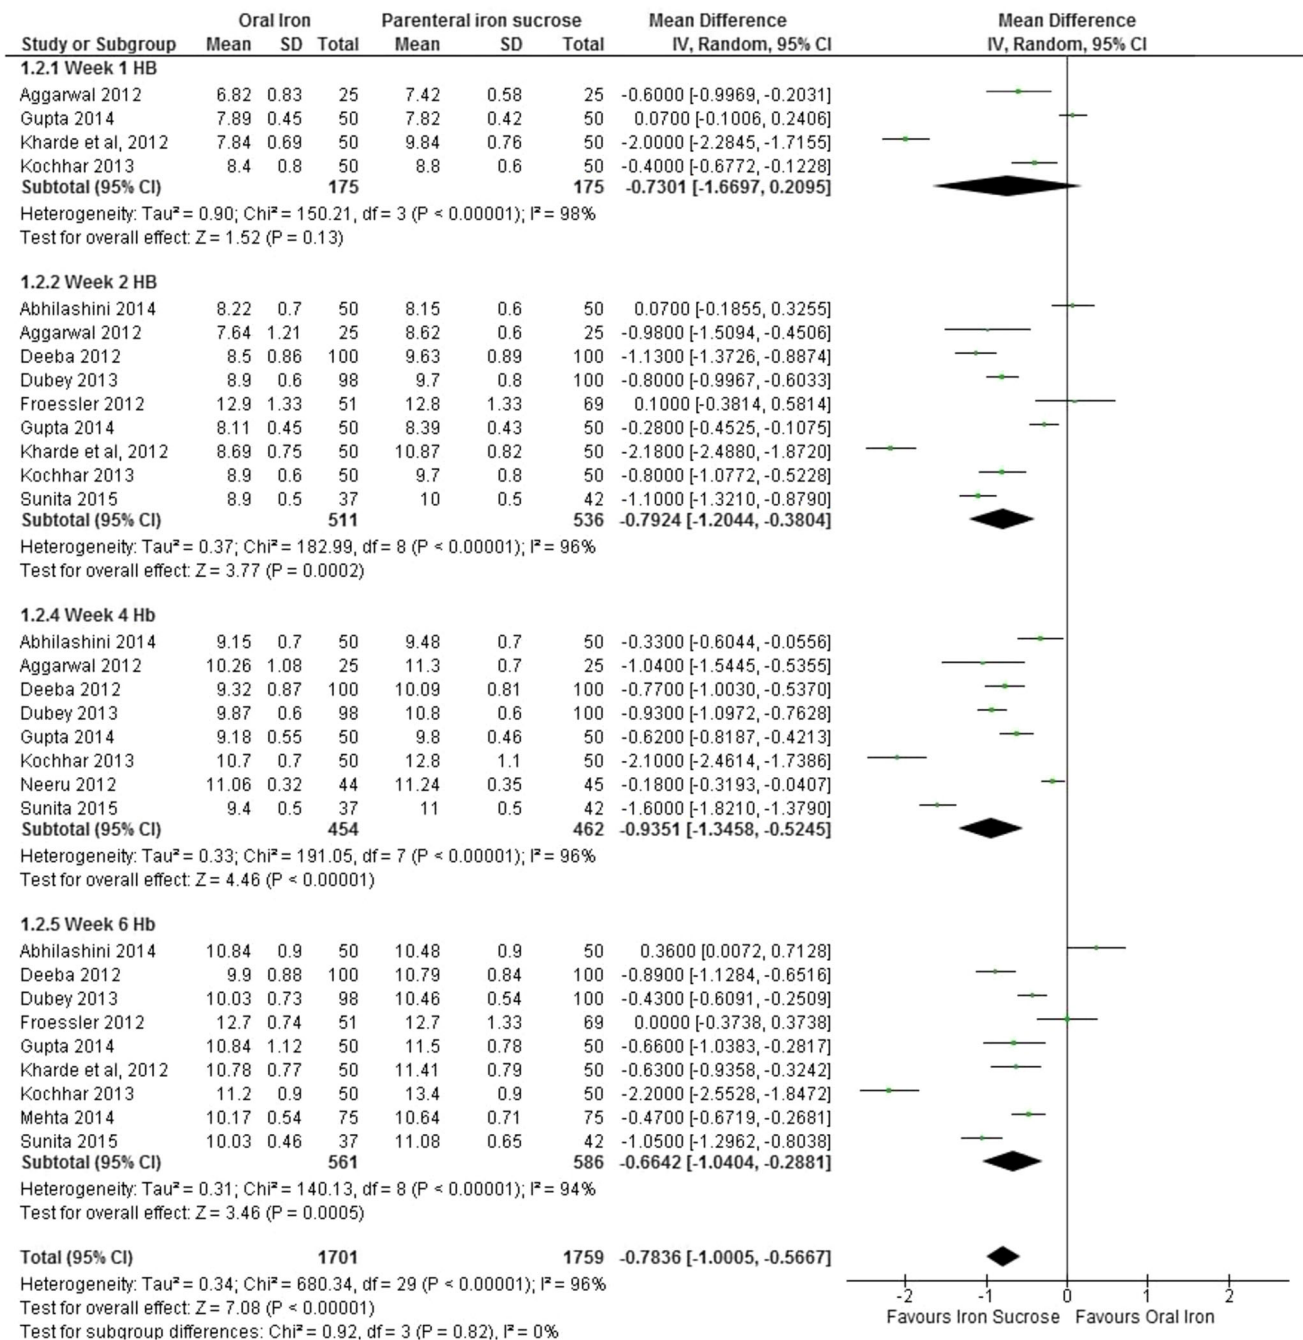 Oral Iron Parenteral iron sucrose Mean Difference Mean Difference
Study or Subgroup Mean SD Total Mean SD Total IV, Random, 95% CI IV, Random, 95% CI
1.2.1 Week 1 HB
Aggarwal 2012 6.82 0.83 25 7.42 0.58 25 -0.6000 [-0.9969, -0.2031]
Gupta 2014 7.89 0.45 50 7.82 0.42 50 0.0700 [-0.1006, 0.2406]
Kharde et al, 2012 7.84 0.69 50 9.84 0.76 50 -2.0000 [-2.2845, -1.7155]
Kochhar 2013 8.4 0.8 50 8.8 0.6 50 -0.4000 [-0.6772, -0.1228]
Subtotal (95% CI) 175 175 -0.7301 [-1.6697, 0.2095]
Heterogeneity: Tau² = 0.90; Chi² = 150.21, df = 3 (P < 0.00001); I² = 98%
Test for overall effect: Z = 1.52 (P = 0.13)
1.2.2 Week 2 HB
Abhilashini 2014 8.22 0.7 50 8.15 0.6 50 0.0700 [-0.1855, 0.3255]
Aggarwal 2012 7.64 1.21 25 8.62 0.6 25 -0.9800 [-1.5094, -0.4506]
Deeba 2012 8.5 0.86 100 9.63 0.89 100 -1.1300 [-1.3726, -0.8874]
Dubey 2013 8.9 0.6 98 9.7 0.8 100 -0.8000 [-0.9967, -0.6033]
Froessler 2012 12.9 1.33 51 12.8 1.33 69 0.1000 [-0.3814, 0.5814]
Gupta 2014 8.11 0.45 50 8.39 0.43 50 -0.2800 [-0.4525, -0.1075]
Kharde et al, 2012 8.69 0.75 50 10.87 0.82 50 -2.1800 [-2.4880, -1.8720]
Kochhar 2013 8.9 0.6 50 9.7 0.8 50 -0.8000 [-1.0772, -0.5228]
Sunita 2015 8.9 0.5 37 10 0.5 42 -1.1000 [-1.3210, -0.8790]
Subtotal (95% CI) 511 536 -0.7924 [-1.2044, -0.3804]
Heterogeneity: Tau² = 0.37; Chi² = 182.99, df = 8 (P < 0.00001); I² = 96%
Test for overall effect: Z = 3.77 (P = 0.0002)
1.2.4 Week 4 Hb
Abhilashini 2014 9.15 0.7 50 9.48 0.7 50 -0.3300 [-0.6044, -0.0556]
Aggarwal 2012 10.26 1.08 25 11.3 0.7 25 -1.0400 [-1.5445, -0.5355]
Deeba 2012 9.32 0.87 100 10.09 0.81 100 -0.7700 [-1.0030, -0.5370]
Dubey 2013 9.87 0.6 98 10.8 0.6 100 -0.9300 [-1.0972, -0.7628]
Gupta 2014 9.18 0.55 50 9.8 0.46 50 -0.6200 [-0.8187, -0.4213]
Kochhar 2013 10.7 0.7 50 12.8 1.1 50 -2.1000 [-2.4614, -1.7386]
Neeru 2012 11.06 0.32 44 11.24 0.35 45 -0.1800 [-0.3193, -0.0407]
Sunita 2015 9.4 0.5 37 11 0.5 42 -1.6000 [-1.8210, -1.3790]
Subtotal (95% CI) 454 462 -0.9351 [-1.3458, -0.5245]
Heterogeneity: Tau² = 0.33; Chi² = 191.05, df = 7 (P < 0.00001); I² = 96%
Test for overall effect: Z = 4.46 (P < 0.00001)
1.2.5 Week 6 Hb
Abhilashini 2014 10.84 0.9 50 10.48 0.9 50 0.3600 [0.0072, 0.7128]
Deeba 2012 9.9 0.88 100 10.79 0.84 100 -0.8900 [-1.1284, -0.6516]
Dubey 2013 10.03 0.73 98 10.46 0.54 100 -0.4300 [-0.6091, -0.2509]
Froessler 2012 12.7 0.74 51 12.7 1.33 69 0.0000 [-0.3738, 0.3738]
Gupta 2014 10.84 1.12 50 11.5 0.78 50 -0.6600 [-1.0383, -0.2817]
Kharde et al, 2012 10.78 0.77 50 11.41 0.79 50 -0.6300 [-0.9358, -0.3242]
Kochhar 2013 11.2 0.9 50 13.4 0.9 50 -2.2000 [-2.5528, -1.8472]
Mehta 2014 10.17 0.54 75 10.64 0.71 75 -0.4700 [-0.6719, -0.2681]
Sunita 2015 10.03 0.46 37 11.08 0.65 42 -1.0500 [-1.2962, -0.8038]
Subtotal (95% CI) 561 586 -0.6642 [-1.0404, -0.2881]
Heterogeneity: Tau² = 0.31; Chi² = 140.13, df = 8 (P < 0.00001); I² = 94%
Test for overall effect: Z = 3.46 (P = 0.0005)
Total (95% CI) 1701 1759 -0.7836 [-1.0005, -0.5667]
Heterogeneity: Tau² = 0.34; Chi² = 680.34, df = 29 (P < 0.00001); I² = 96%
Test for overall effect: Z = 7.08 (P < 0.00001)
Test for subgroup differences: Chi² = 0.92, df = 3 (P = 0.82), I² = 0%
-2 -1 0 1 2
Favours Iron Sucrose Favours Oral Iron